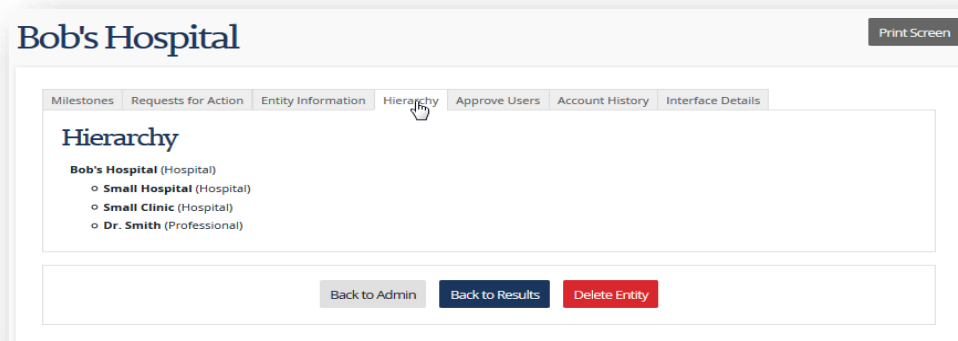 Bob's Hospital
Print Screen
Milestones Requests for Action Entity Information Hierarchy Approve Users Account History Interface Details
Hierarchy
Bob's Hospital (Hospital)
Small Hospital (Hospital)
Small Clinic (Hospital)
Dr. Smith (Professional)
Back to Admin Back to Results Delete Entity